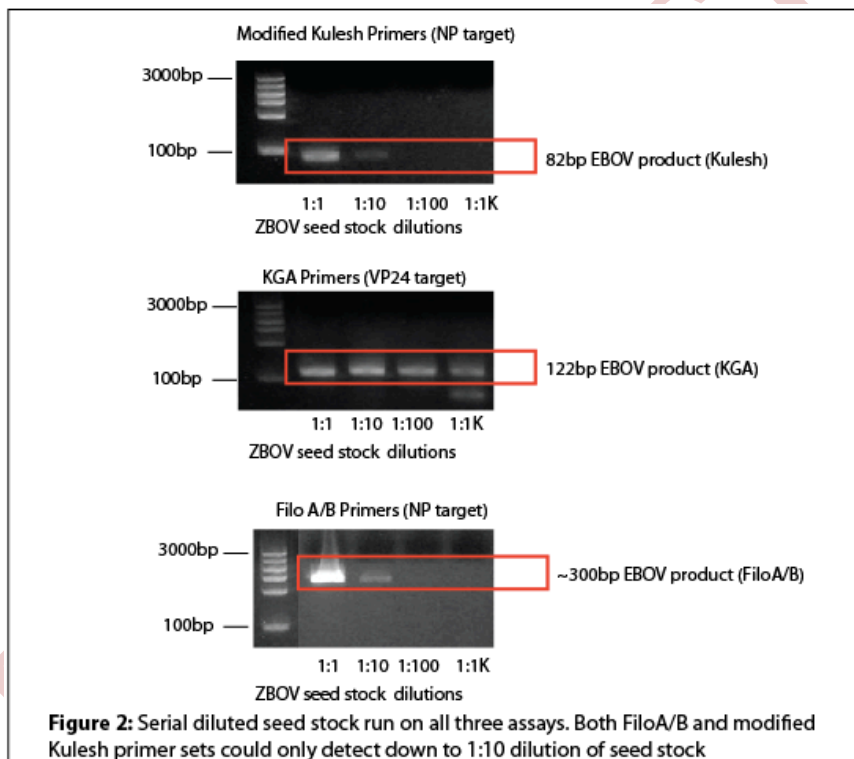 Modified Kulesh Primers (NP target)
3000bp
100bp
82bp EBOV product (Kulesh)
1:1 1:10 1:100 1:1K
ZBOV seed stock dilutions
KGA Primers (VP24 target)
3000bp
100bp
122bp EBOV product (KGA)
1:1 1:10 1:100 1:1K
ZBOV seed stock dilutions
Filo A/B Primers (NP target)
3000bp
~300bp EBOV product (FiloA/B)
100bp
1:1 1:10 1:100 1:1K
ZBOV seed stock dilutions
Figure 2: Serial diluted seed stock run on all three assays. Both FiloA/B and modified
Kulesh primer sets could only detect down to 1:10 dilution of seed stock